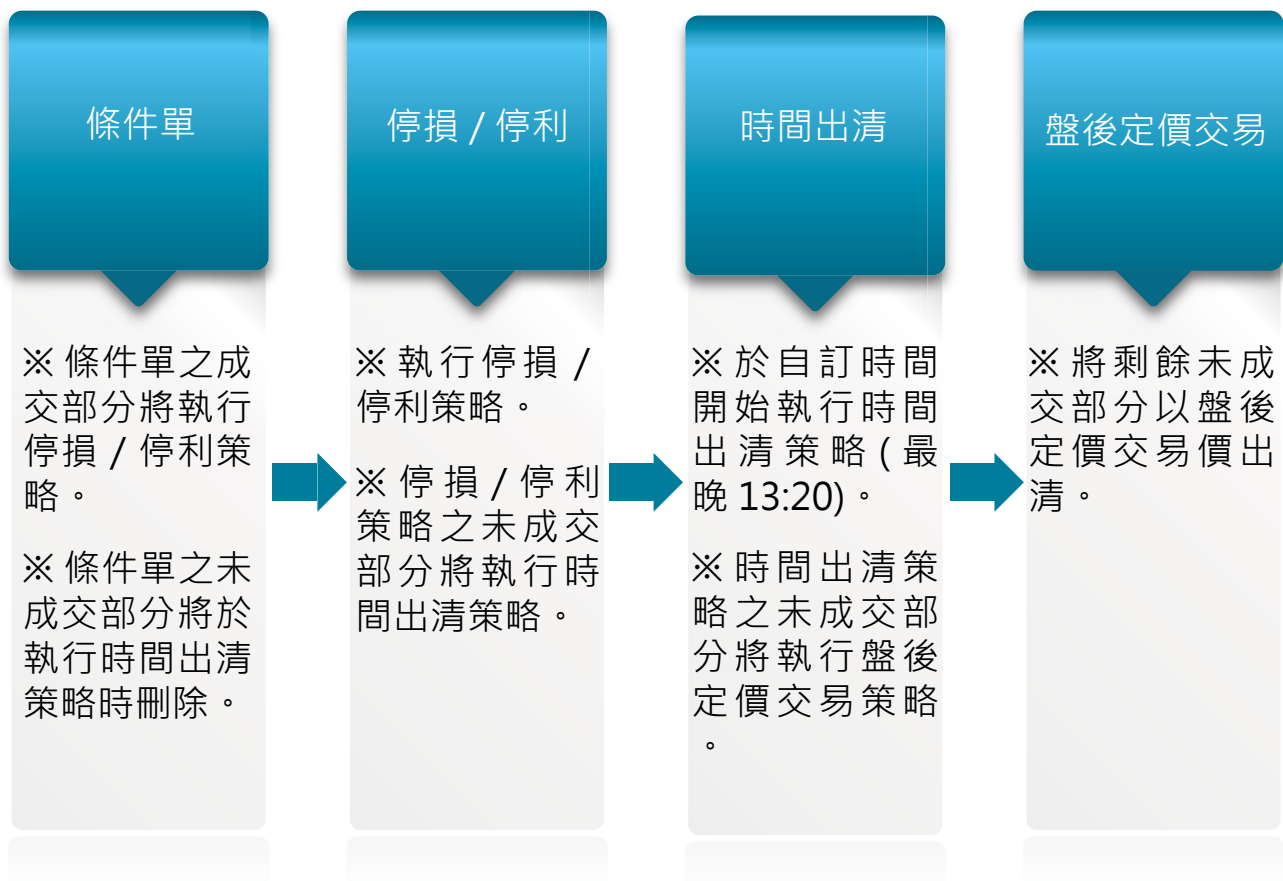 條件單
※條件單之成
交部分將執行
停損 / 停利策
略。
※條件單之未
成交部分將於
執行時間出清
策略時刪除。
停損 / 停利
※執行停損 /
停利策略。
※停損 / 停利
策略之未成交
部分將執行時
間出清策略。
時間出清
※於自訂時間
開始執行時間
出清策略(最
晚 13:20)。
※時間出清策
略之未成交部
分將執行盤後
定價交易策略
。
盤後定價交易
※將剩餘未成
交部分以盤後
定價交易價出
清。